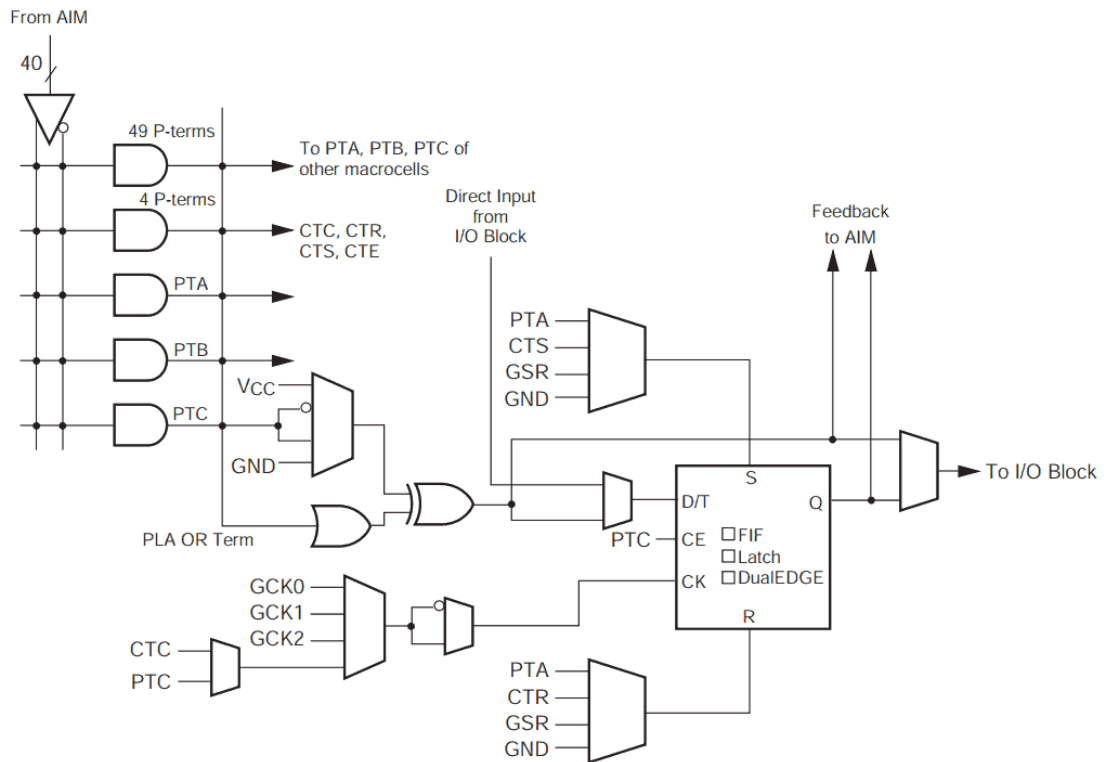 From AIM
40
49 P-terms
To PTA, PTB, PTC of
other macrocells
4 P-terms
CTC, CTR,
CTS, CTE
Direct Input
from
I/O Block
Feedback
to AIM
PTA
PTB
PTC
VCC
GND
PLA OR Term
PTA
CTS
GSR
GND
S
D/T
Q
PTC
CE
FIF
Latch
DualEDGE
CK
R
To I/O Block
GCK0
GCK1
GCK2
CTC
PTC
PTA
CTR
GSR
GND